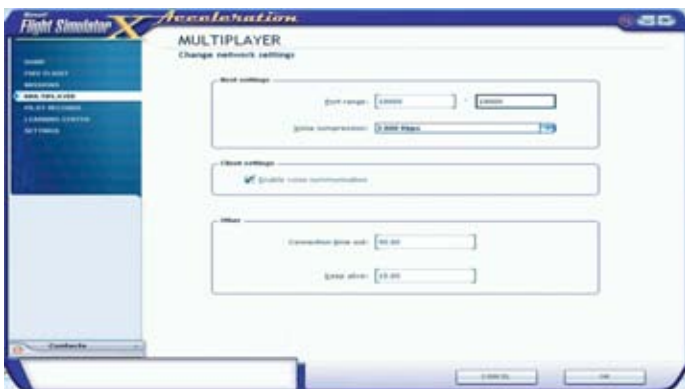 Flight Simulator X Acceleration
MULTIPLAYER
Change network settings
HOME
FREE FLIGHT
MISSIONS
MULTIPLAYER
PILOT RECORDS
LEARNING CENTER
SETTINGS
Host settings
Port range:
Voice compression:
Client settings
Enable voice communication
Other
Connection time out:
Keep alive:
Contacts
CANCEL
OK